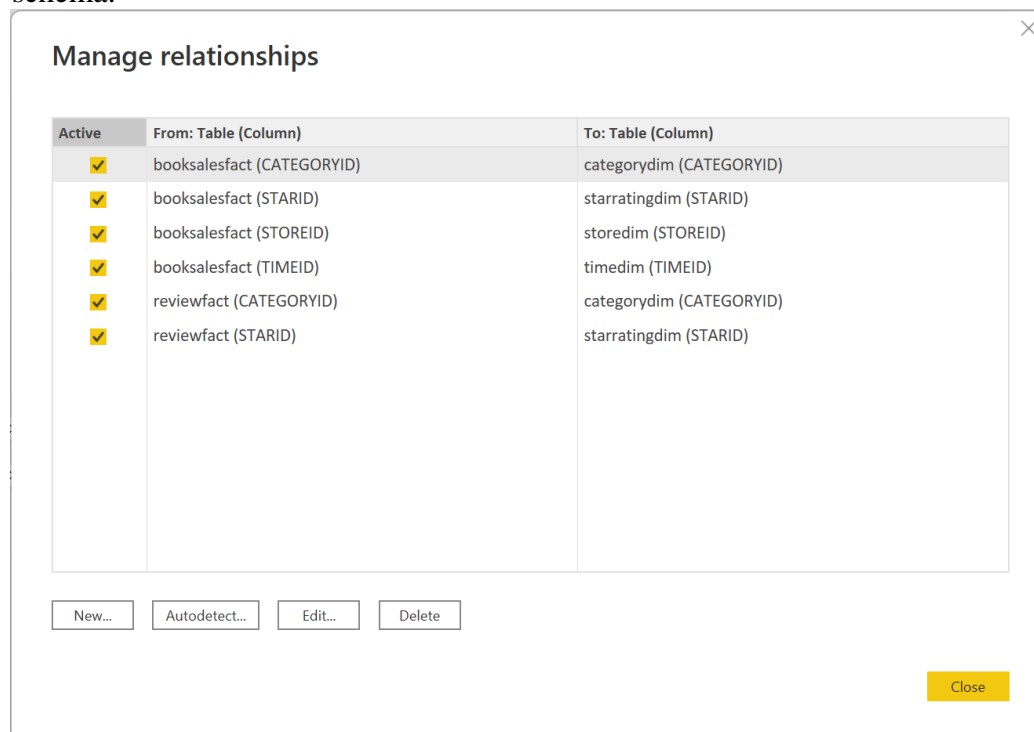 schema.
Manage relationships
Active From: Table (Column) To: Table (Column)
booksalesfact (CATEGORYID) categorydim (CATEGORYID)
booksalesfact (STARID) starratingdim (STARID)
booksalesfact (STOREID) storedim (STOREID)
booksalesfact (TIMEID) timedim (TIMEID)
reviewfact (CATEGORYID) categorydim (CATEGORYID)
reviewfact (STARID) starratingdim (STARID)
New... Autodetect... Edit... Delete
Close